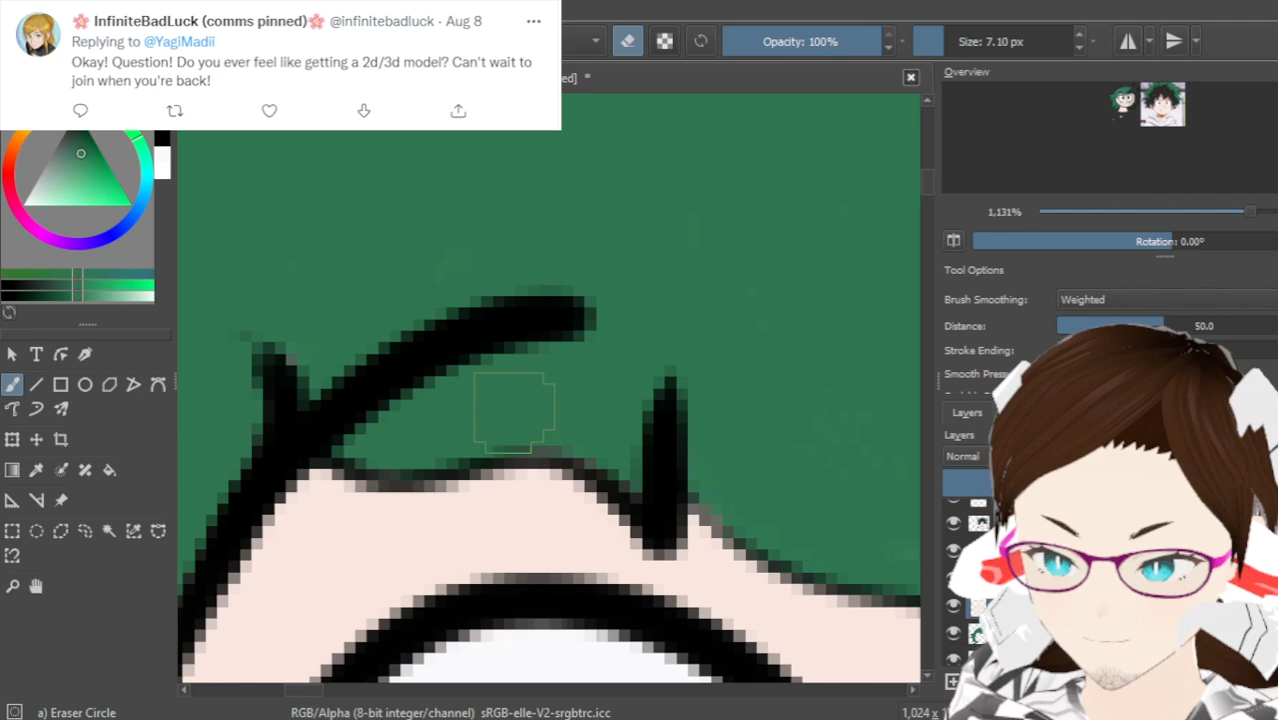 🌸 InfiniteBadLuck (comms pinned)🌸 @infinitebadluck · Aug 8
Replying to @YagiMadii
Okay! Question! Do you ever feel like getting a 2d/3d model? Can't wait to
join when you're back!
Opacity: 100%
Size: 7.10 px
ed] *
Overview
1,131%
Rotation: 0.00°
Tool Options
Brush Smoothing:
Weighted
Distance:
50.0
Stroke Ending:
Smooth Pres
Layers
Layers
Normal
a) Eraser Circle
RGB/Alpha (8-bit integer/channel) sRGB-elle-V2-srgbtrc.icc
1,024 x